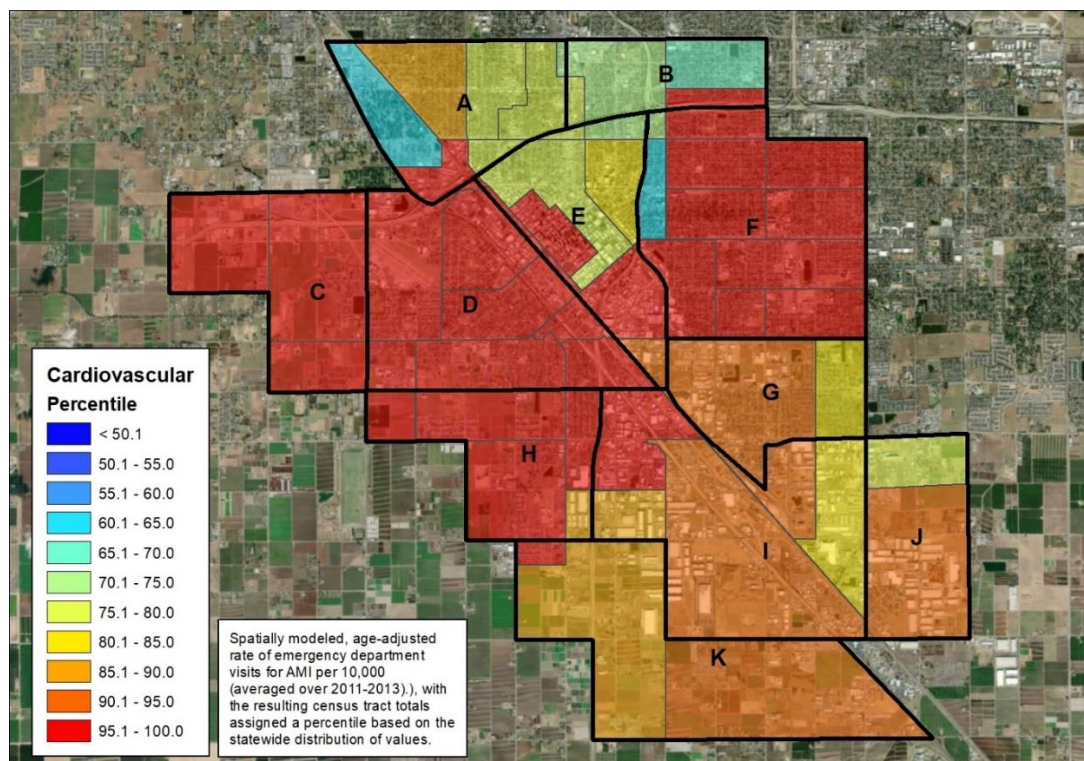 A
B
E
F
C
D
G
H
I
J
K
Cardiovascular
Percentile
< 50.1
50.1 - 55.0
55.1 - 60.0
60.1 - 65.0
65.1 - 70.0
70.1 - 75.0
75.1 - 80.0
80.1 - 85.0
85.1 - 90.0
90.1 - 95.0
95.1 - 100.0
Spatially modeled, age-adjusted
rate of emergency department
visits for AMI per 10,000
(averaged over 2011-2013).), with
the resulting census tract totals
assigned a percentile based on the
statewide distribution of values.